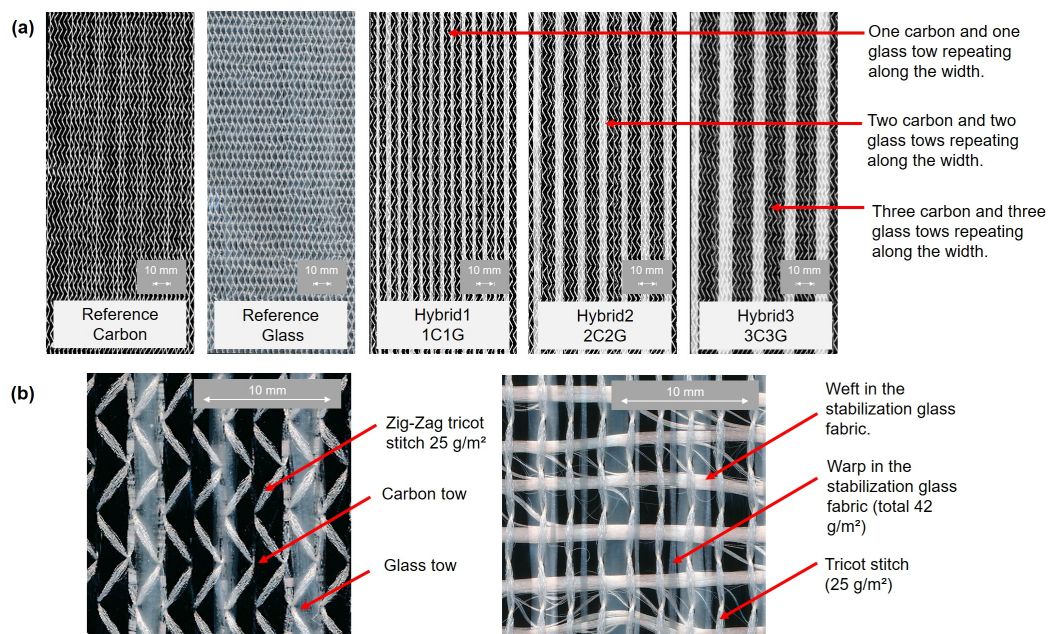 (a)
One carbon and one
glass tow repeating
along the width.
Two carbon and two
glass tows repeating
along the width.
Three carbon and three
glass tows repeating
along the width.
10 mm
10 mm
10 mm
10 mm
10 mm
Reference
Carbon
Reference
Glass
Hybrid1
1C1G
Hybrid2
2C2G
Hybrid3
3C3G
(b)
10 mm
Zig-Zag tricot
stitch 25 g/m²
Carbon tow
Glass tow
10 mm
Weft in the
stabilization glass
fabric.
Warp in the
stabilization glass
fabric (total 42
g/m²)
Tricot stitch
(25 g/m²)